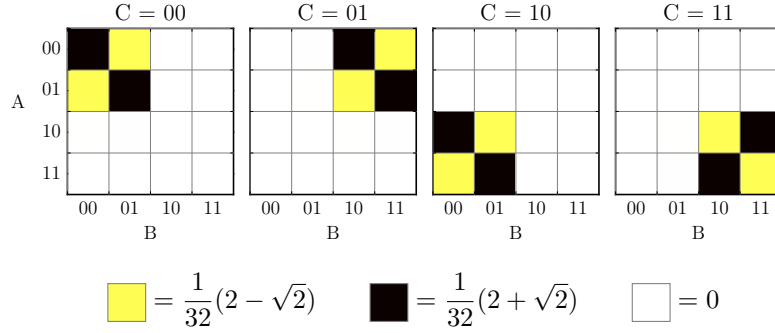 C = 00 C = 01 C = 10 C = 11
00
01
A
10
11
00 01 10 11 00 01 10 11 00 01 10 11 00 01 10 11
B B B B
= 1/32 (2 − √2) = 1/32 (2 + √2) = 0